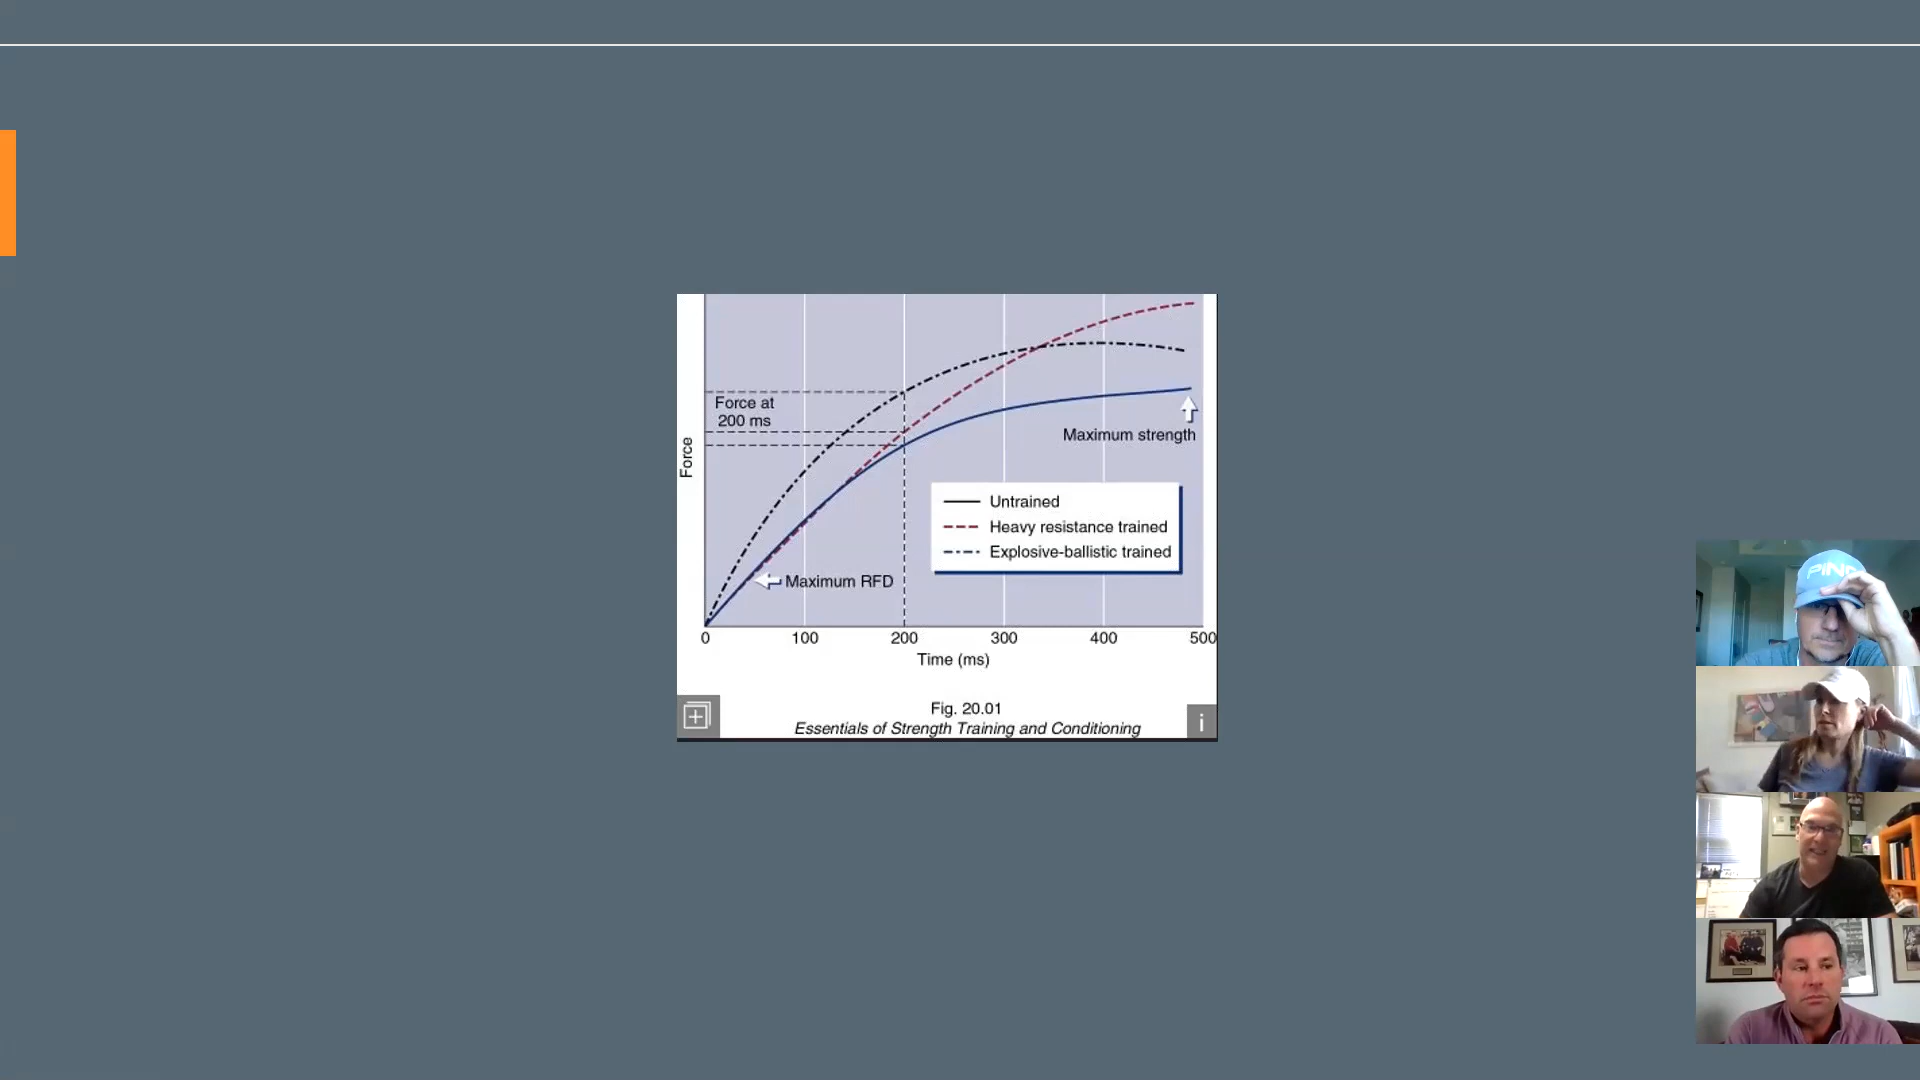 Force at
200 ms
Force
Maximum strength
Untrained
Heavy resistance trained
Explosive-ballistic trained
Maximum RFD
0 100 200 300 400 500
Time (ms)
Fig. 20.01
Essentials of Strength Training and Conditioning
i
PING